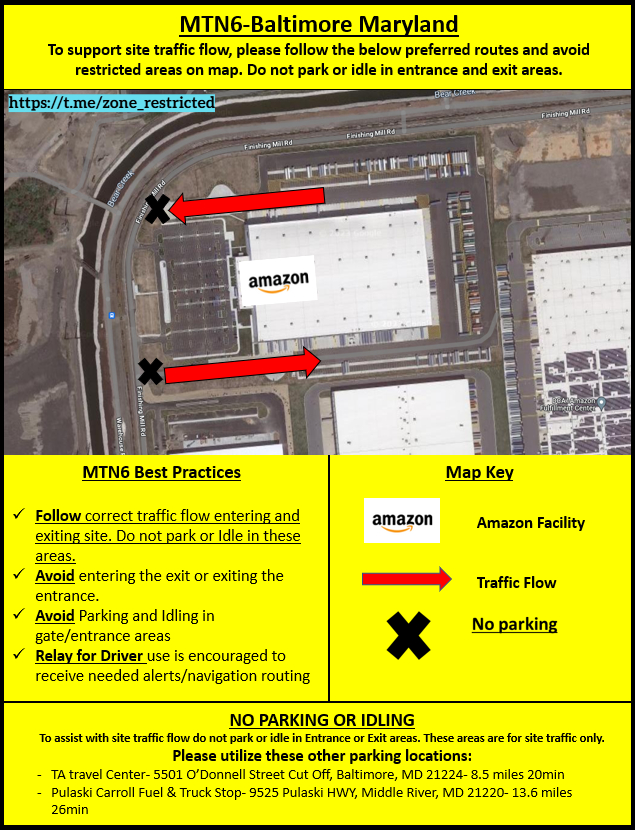 MTN6-Baltimore Maryland
To support site traffic flow, please follow the below preferred routes and avoid
restricted areas on map. Do not park or idle in entrance and exit areas.
https://t.me/zone_restricted
Bear Creek
Finishing Mill Rd
Finishing Mill Rd
Finishing Mill Rd
Bear Creek
Mill Rd
amazon
Finishing Mill Rd
Warehouse
Amazon
Fulfillment Center
MTN6 Best Practices
✓ Follow correct traffic flow entering and
exiting site. Do not park or Idle in these
areas.
✓ Avoid entering the exit or exiting the
entrance.
✓ Avoid Parking and Idling in
gate/entrance areas
✓ Relay for Driver use is encouraged to
receive needed alerts/navigation routing
Map Key
amazon
Amazon Facility
Traffic Flow
No parking
NO PARKING OR IDLING
To assist with site traffic flow do not park or idle in Entrance or Exit areas. These areas are for site traffic only.
Please utilize these other parking locations:
- TA travel Center- 5501 O’Donnell Street Cut Off, Baltimore, MD 21224- 8.5 miles 20min
- Pulaski Carroll Fuel & Truck Stop- 9525 Pulaski HWY, Middle River, MD 21220- 13.6 miles
26min